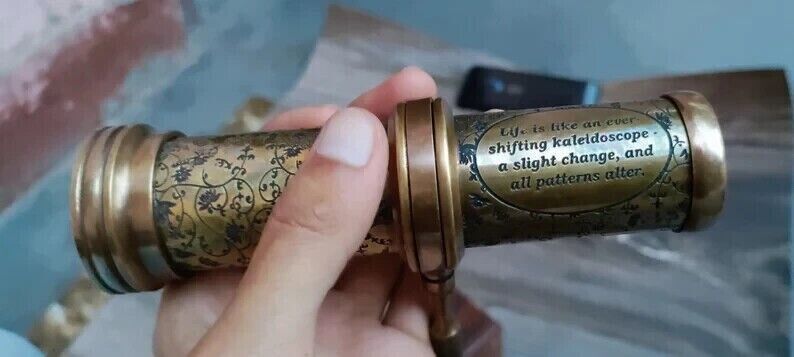 Life is like an ever-
shifting kaleidoscope -
a slight change, and
all patterns alter.